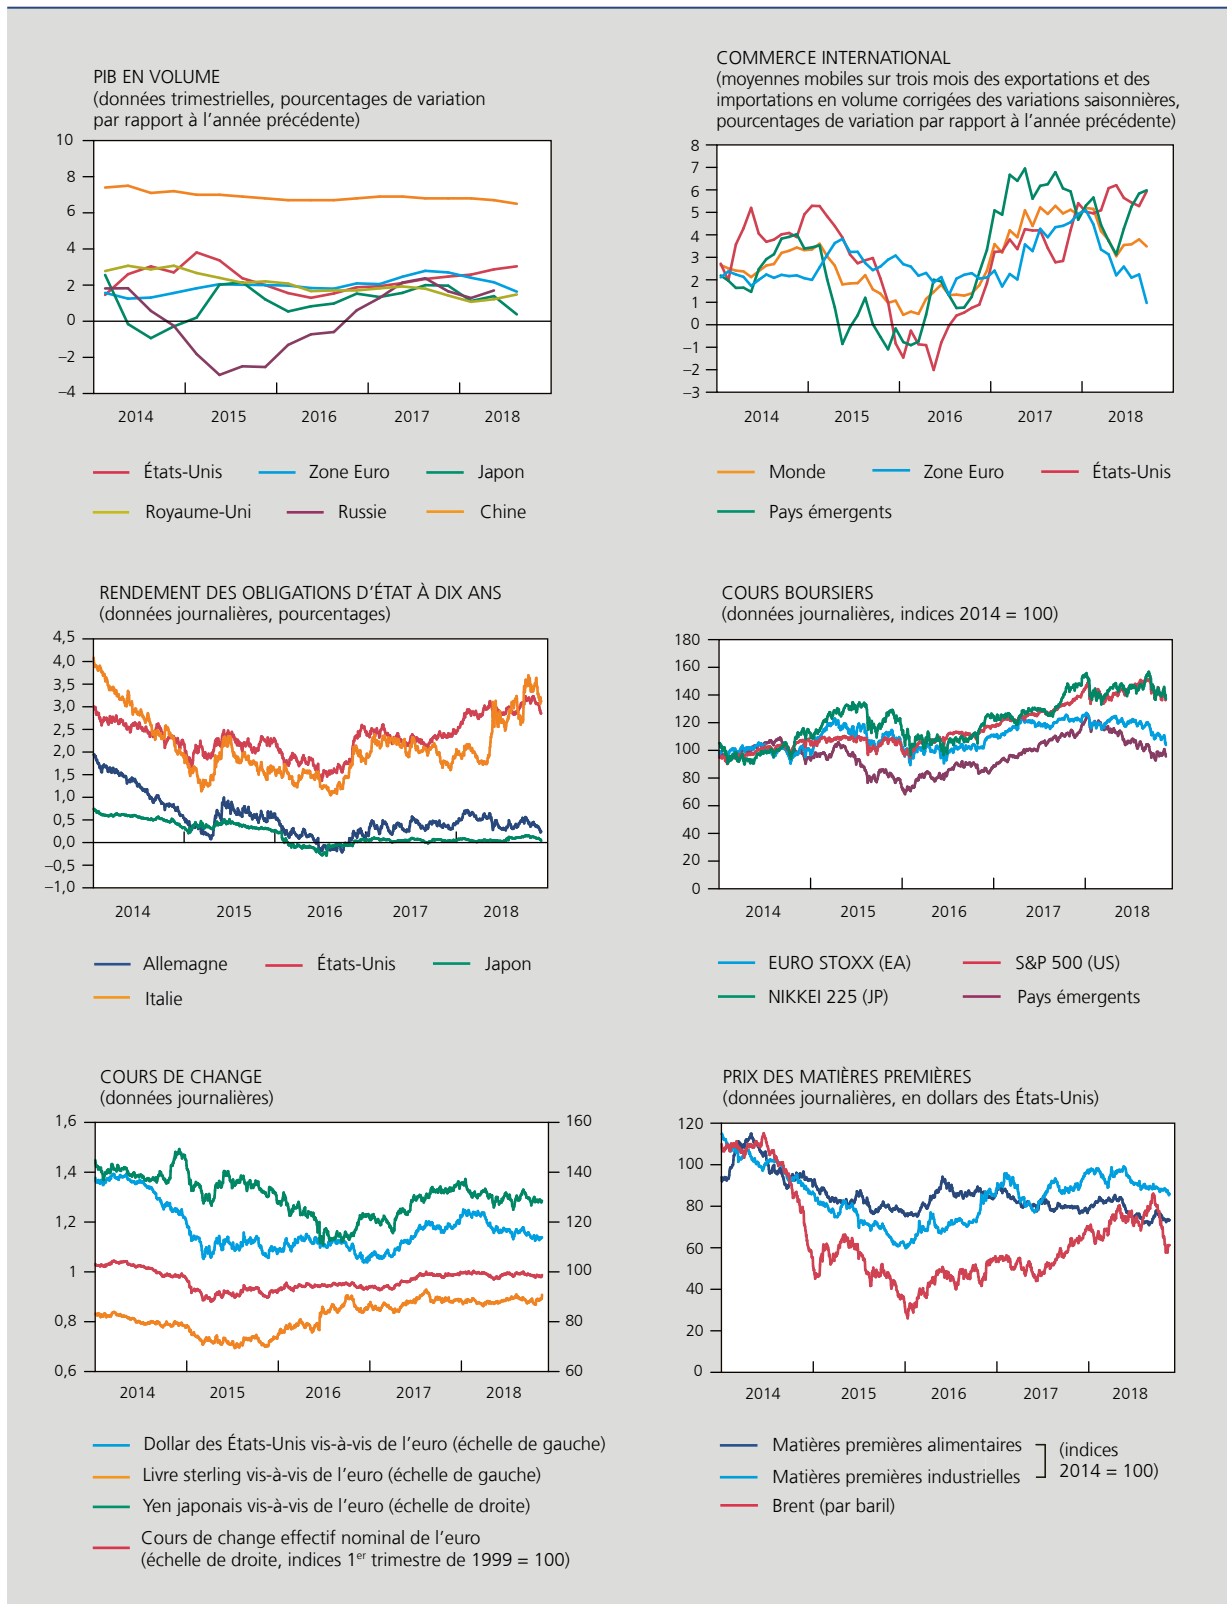 PIB EN VOLUME
(données trimestrielles, pourcentages de variation
par rapport à l'année précédente)
10
8
6
4
2
0
–2
–4
2014 2015 2016 2017 2018
États-Unis Zone Euro Japon
Royaume-Uni Russie Chine
COMMERCE INTERNATIONAL
(moyennes mobiles sur trois mois des exportations et des
importations en volume corrigées des variations saisonnières,
pourcentages de variation par rapport à l'année précédente)
8
7
6
5
4
3
2
1
0
–1
–2
–3
2014 2015 2016 2017 2018
Monde Zone Euro États-Unis
Pays émergents
RENDEMENT DES OBLIGATIONS D'ÉTAT À DIX ANS
(données journalières, pourcentages)
4,5
4,0
3,5
3,0
2,5
2,0
1,5
1,0
0,5
0,0
–0,5
–1,0
2014 2015 2016 2017 2018
Allemagne États-Unis Japon
Italie
COURS BOURSIERS
(données journalières, indices 2014 = 100)
180
160
140
120
100
80
60
40
20
0
2014 2015 2016 2017 2018
EURO STOXX (EA) S&P 500 (US)
NIKKEI 225 (JP) Pays émergents
COURS DE CHANGE
(données journalières)
1,6 160
1,4 140
1,2 120
1 100
0,8 80
0,6 60
2014 2015 2016 2017 2018
Dollar des États-Unis vis-à-vis de l'euro (échelle de gauche)
Livre sterling vis-à-vis de l'euro (échelle de gauche)
Yen japonais vis-à-vis de l'euro (échelle de droite)
Cours de change effectif nominal de l'euro
(échelle de droite, indices 1er trimestre de 1999 = 100)
PRIX DES MATIÈRES PREMIÈRES
(données journalières, en dollars des États-Unis)
120
100
80
60
40
20
0
2014 2015 2016 2017 2018
Matières premières alimentaires
Matières premières industrielles
(indices
2014 = 100)
Brent (par baril)